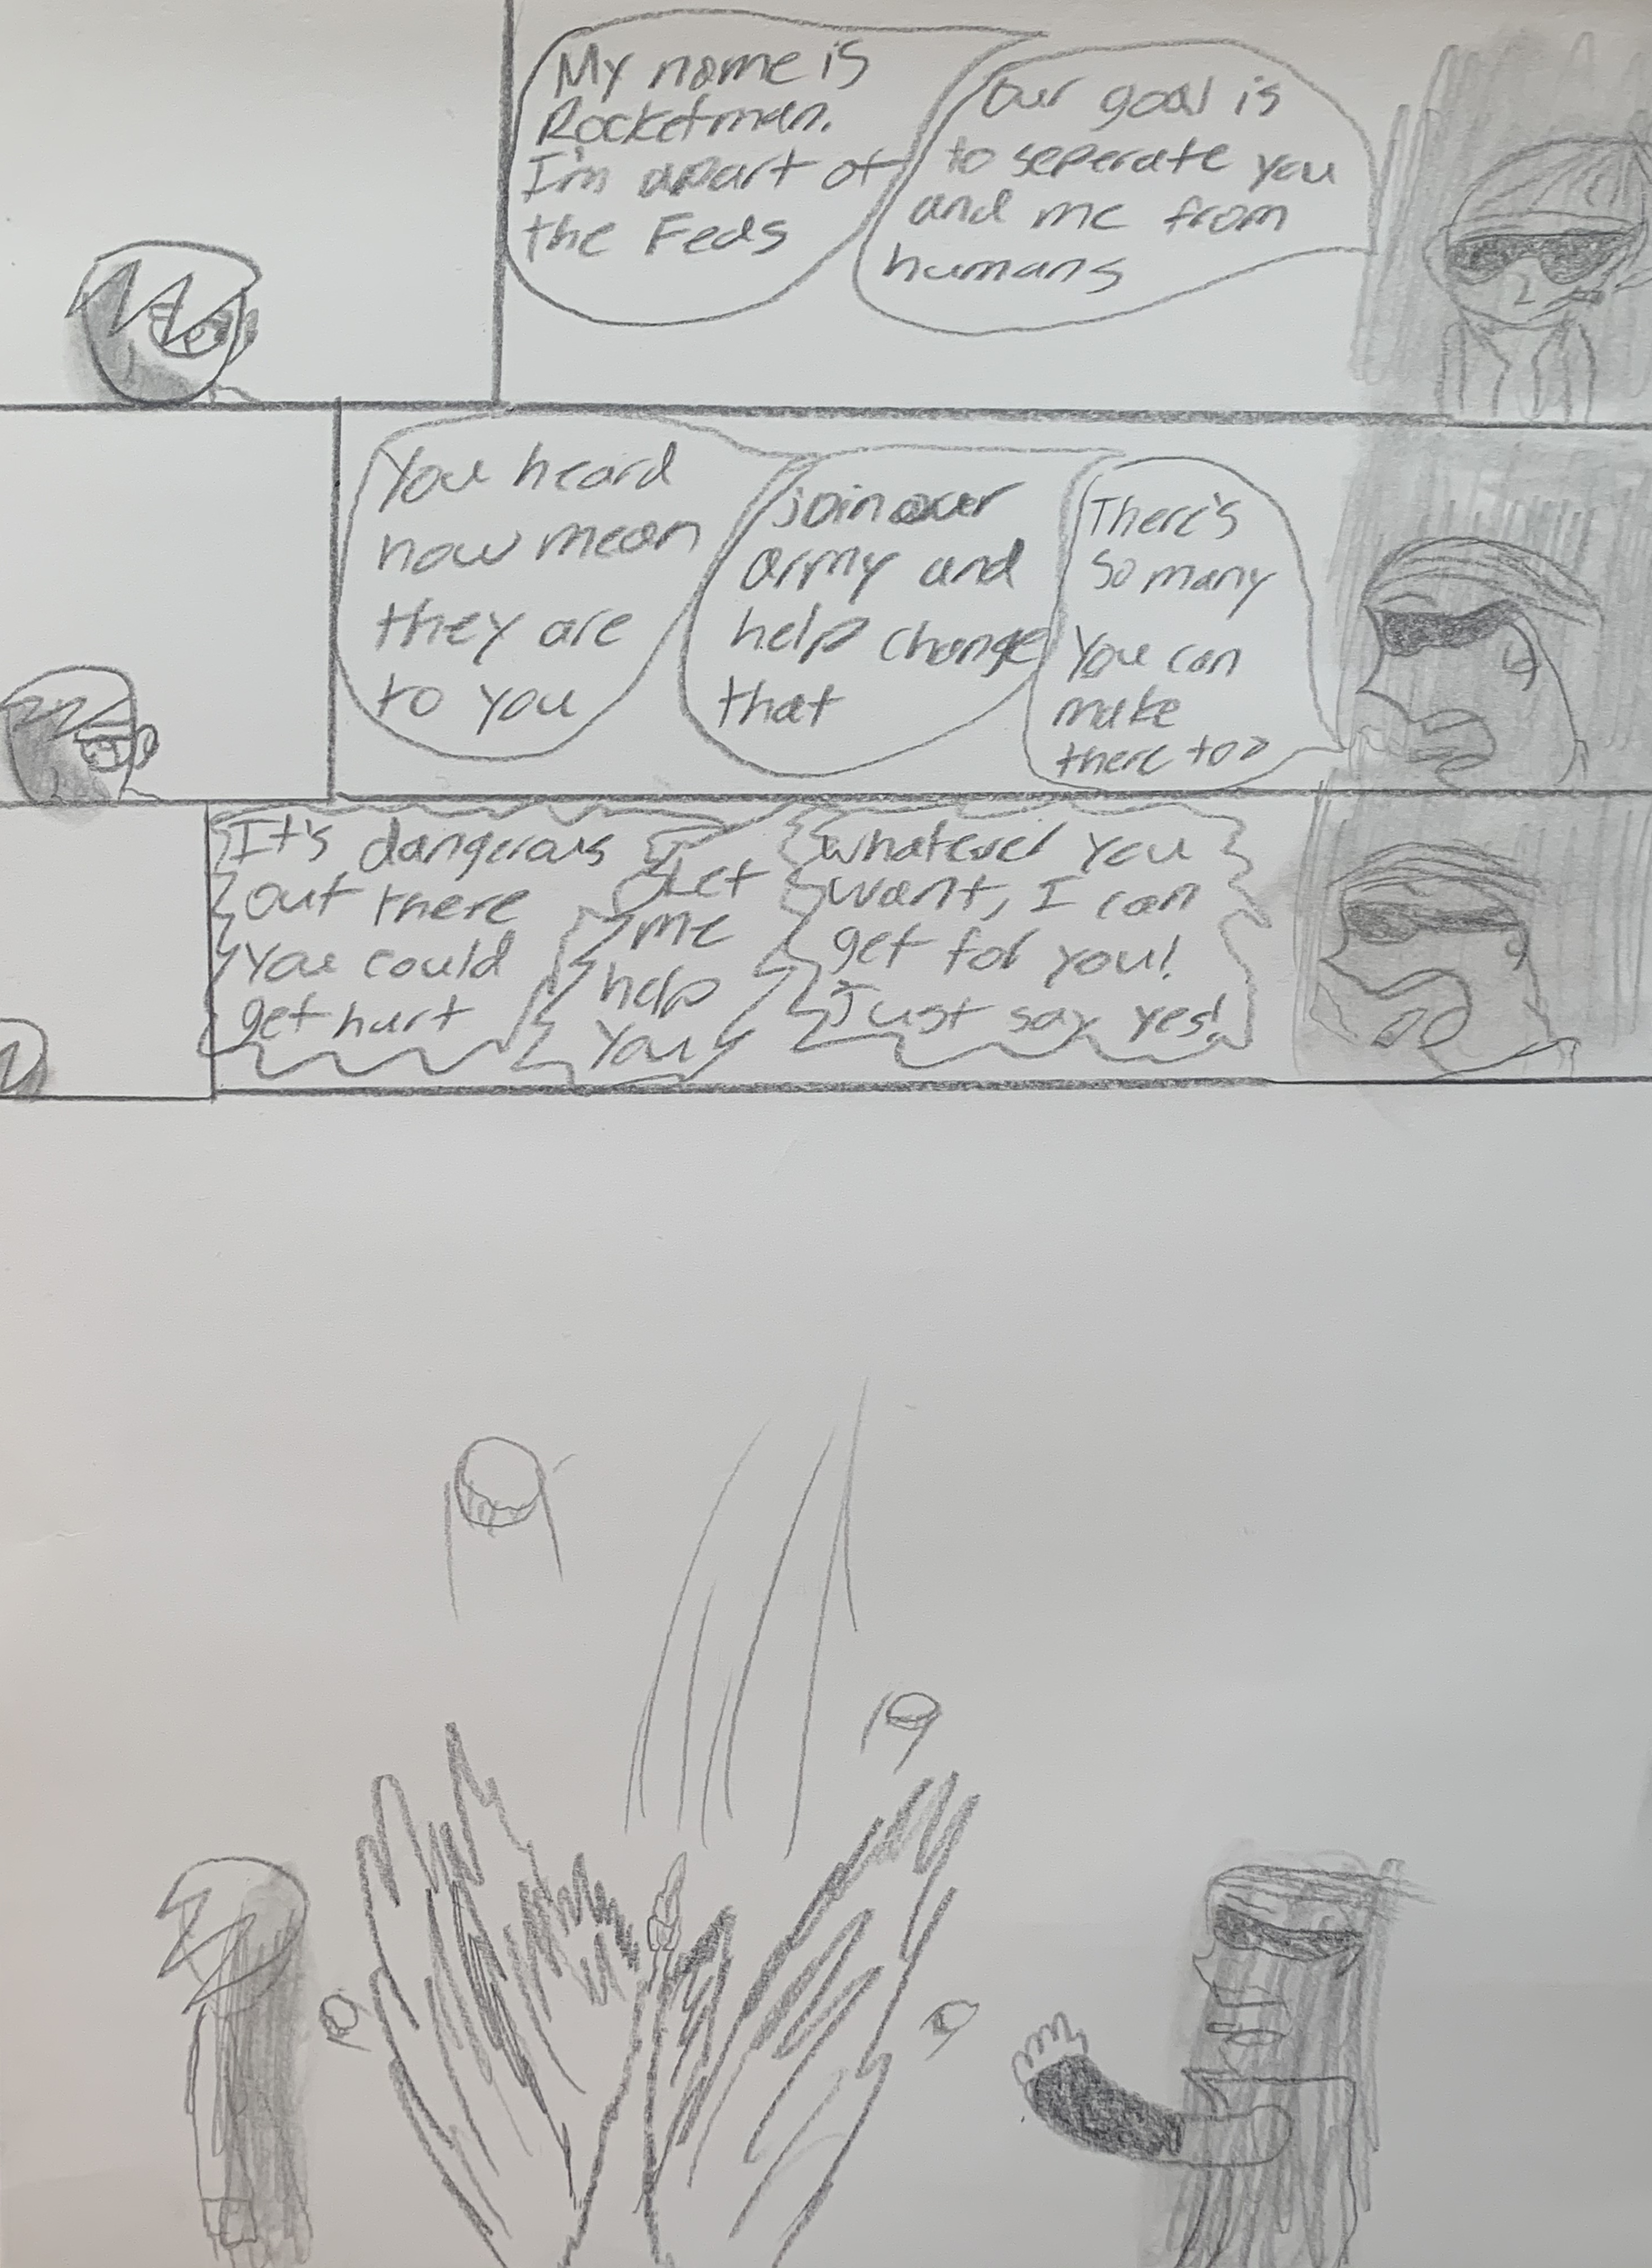 My name is
Rocketman.
I'm apart of
the Feds
Our goal is
to seperate you
and me from
humans
You heard
how mean
they are
to you
join our
army and
help change
that
There's
so many
You can
make
there to?
It's dangerous
out there
You could
get hurt
Let
me
help
You
whatever you
want, I can
get for you!
Just say yes!